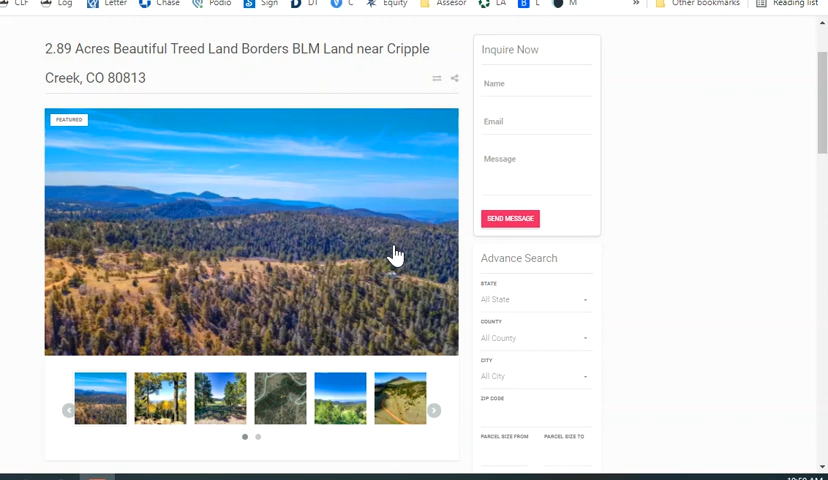 CLF Log Letter Chase Podio Sign DT C Equity Assesor LA B L M » Other bookmarks Reading list
2.89 Acres Beautiful Treed Land Borders BLM Land near Cripple
Creek, CO 80813
FEATURED
Inquire Now
Name
Email
Message
SEND MESSAGE
Advance Search
STATE
All State
COUNTY
All County
CITY
All City
ZIP CODE
PARCEL SIZE FROM PARCEL SIZE TO